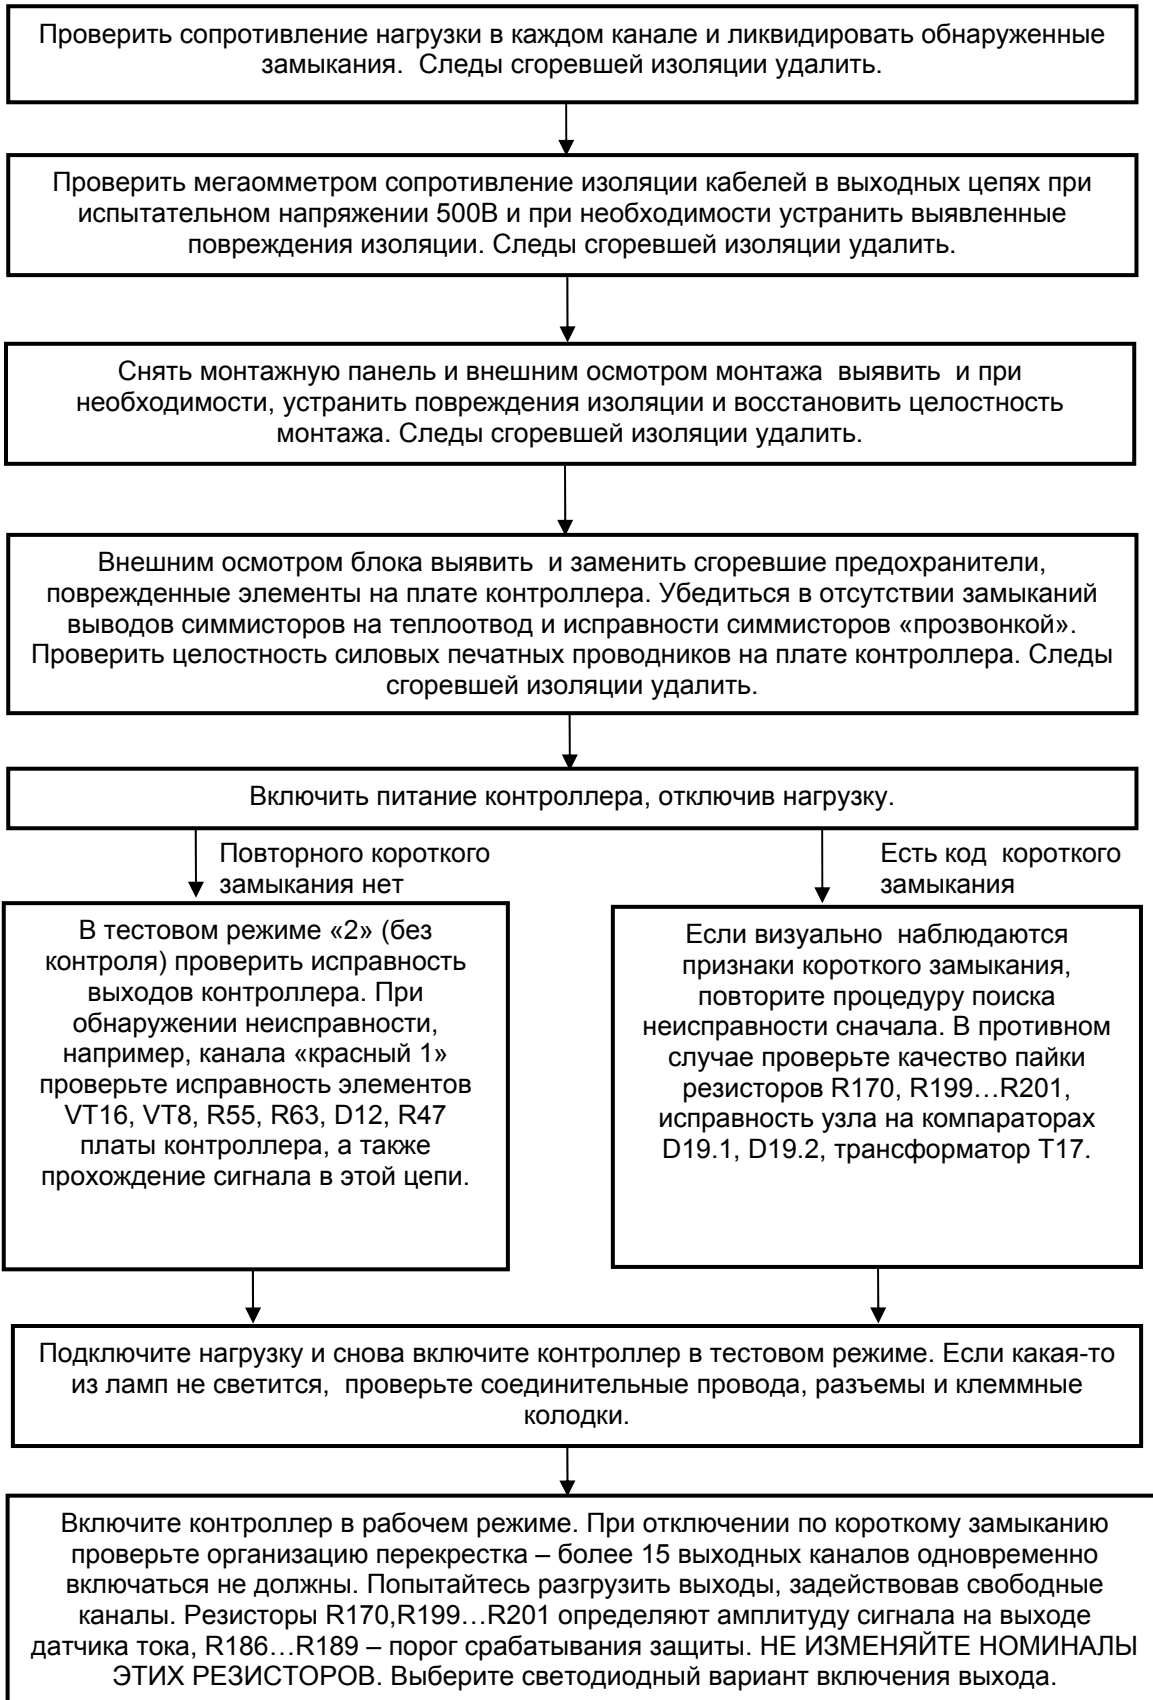 Проверить сопротивление нагрузки в каждом канале и ликвидировать обнаруженные
замыкания. Следы сгоревшей изоляции удалить.
Проверить мегаомметром сопротивление изоляции кабелей в выходных цепях при
испытательном напряжении 500В и при необходимости устранить выявленные
повреждения изоляции. Следы сгоревшей изоляции удалить.
Снять монтажную панель и внешним осмотром монтажа выявить и при
необходимости, устранить повреждения изоляции и восстановить целостность
монтажа. Следы сгоревшей изоляции удалить.
Внешним осмотром блока выявить и заменить сгоревшие предохранители,
поврежденные элементы на плате контроллера. Убедиться в отсутствии замыканий
выводов симмисторов на теплоотвод и исправности симмисторов «прозвонкой».
Проверить целостность силовых печатных проводников на плате контроллера. Следы
сгоревшей изоляции удалить.
Включить питание контроллера, отключив нагрузку.
Повторного короткого
замыкания нет
Есть код короткого
замыкания
В тестовом режиме «2» (без
контроля) проверить исправность
выходов контроллера. При
обнаружении неисправности,
например, канала «красный 1»
проверьте исправность элементов
VT16, VT8, R55, R63, D12, R47
платы контроллера, а также
прохождение сигнала в этой цепи.
Если визуально наблюдаются
признаки короткого замыкания,
повторите процедуру поиска
неисправности сначала. В противном
случае проверьте качество пайки
резисторов R170, R199…R201,
исправность узла на компараторах
D19.1, D19.2, трансформатор T17.
Подключите нагрузку и снова включите контроллер в тестовом режиме. Если какая-то
из ламп не светится, проверьте соединительные провода, разъемы и клеммные
колодки.
Включите контроллер в рабочем режиме. При отключении по короткому замыканию
проверьте организацию перекрестка – более 15 выходных каналов одновременно
включаться не должны. Попытайтесь разгрузить выходы, задействовав свободные
каналы. Резисторы R170,R199…R201 определяют амплитуду сигнала на выходе
датчика тока, R186…R189 – порог срабатывания защиты. НЕ ИЗМЕНЯЙТЕ НОМИНАЛЫ
ЭТИХ РЕЗИСТОРОВ. Выберите светодиодный вариант включения выхода.